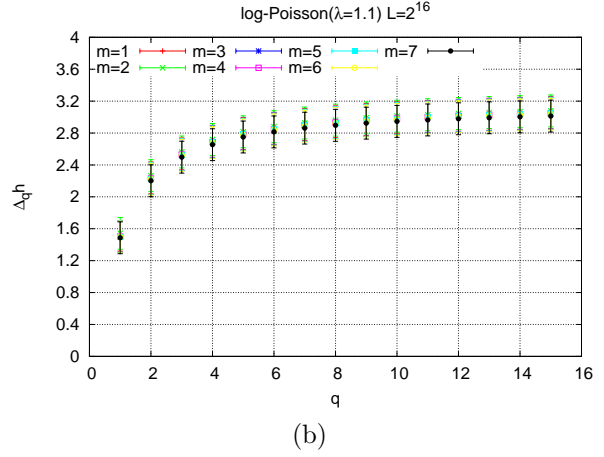 log-Poisson(λ=1.1) L=2^16
m=1 m=3 m=5 m=7
m=2 m=4 m=6
4
3.6
3.2
2.8
2.4
2
1.6
1.2
0.8
0.4
0
Δqh
0 2 4 6 8 10 12 14 16
q
(b)